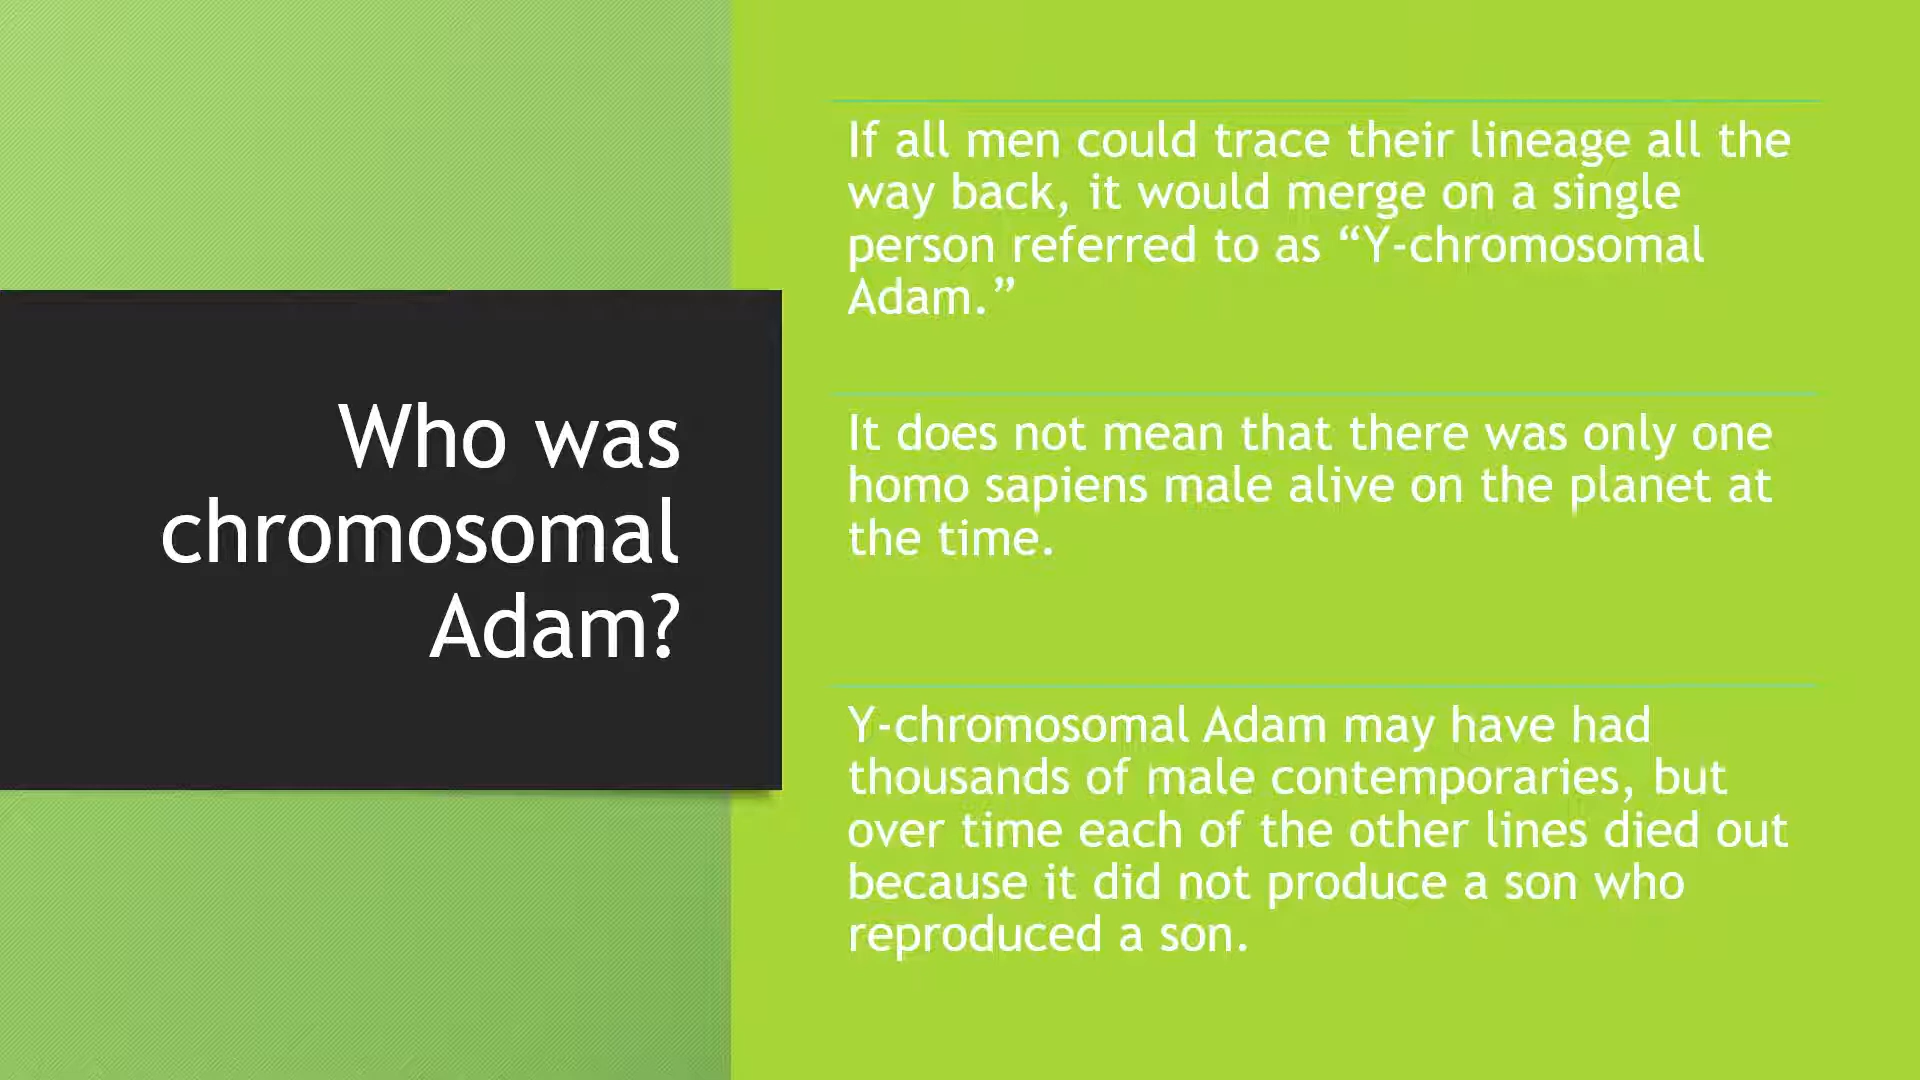 Who was
chromosomal
Adam?
If all men could trace their lineage all the
way back, it would merge on a single
person referred to as “Y-chromosomal
Adam.”
It does not mean that there was only one
homo sapiens male alive on the planet at
the time.
Y-chromosomal Adam may have had
thousands of male contemporaries, but
over time each of the other lines died out
because it did not produce a son who
reproduced a son.